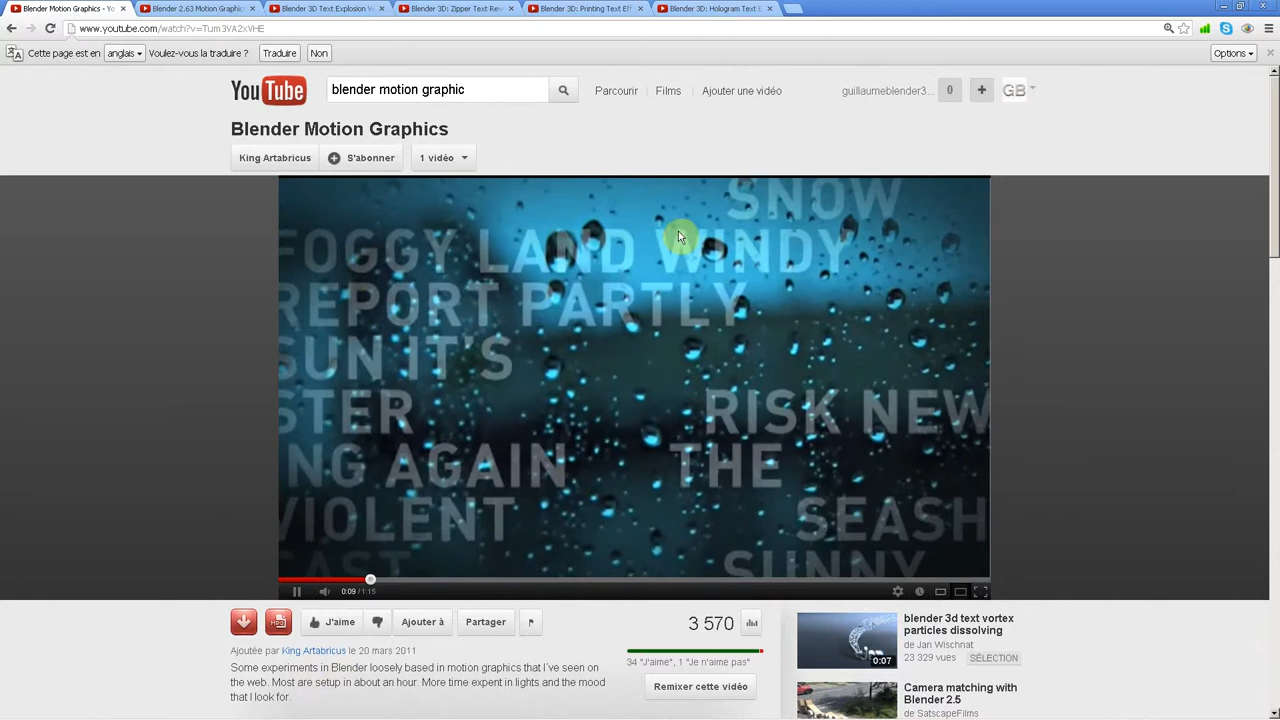 Blender Motion Graphics - Yo
Blender 2.63 Motion Graphic
Blender 3D Text Explosion V
Blender 3D: Zipper Text Rev
Blender 3D: Printing Text Eff
Blender 3D: Hologram Text E
www.youtube.com/watch?v=Tum3VA2xVHE
Cette page est en anglais Voulez-vous la traduire ? Traduire Non Options
YouTube blender motion graphic Parcourir Films Ajouter une vidéo guillaumeblender3... 0 + GB
Blender Motion Graphics
King Artabricus S'abonner 1 vidéo
SNOW
FOGGY LAND WINDY
REPORT PARTLY
SUN IT'S
STER RISK NEW
NG AGAIN THE
VIOLENT SEASH
CAST SUNNY
0:09 / 1:15
MP3 J'aime Ajouter à Partager 3 570
Ajoutée par King Artabricus le 20 mars 2011
34 "J'aime", 1 "Je n'aime pas"
Some experiments in Blender loosely based in motion graphics that I´ve seen on
the web. Most are setup in about an hour. More time expent in lights and the mood
that I look for.
Remixer cette vidéo
0:07
blender 3d text vortex
particles dissolving
de Jan Wischnat
23 329 vues SÉLECTION
Camera matching with
Blender 2.5
de SatscapeFilms